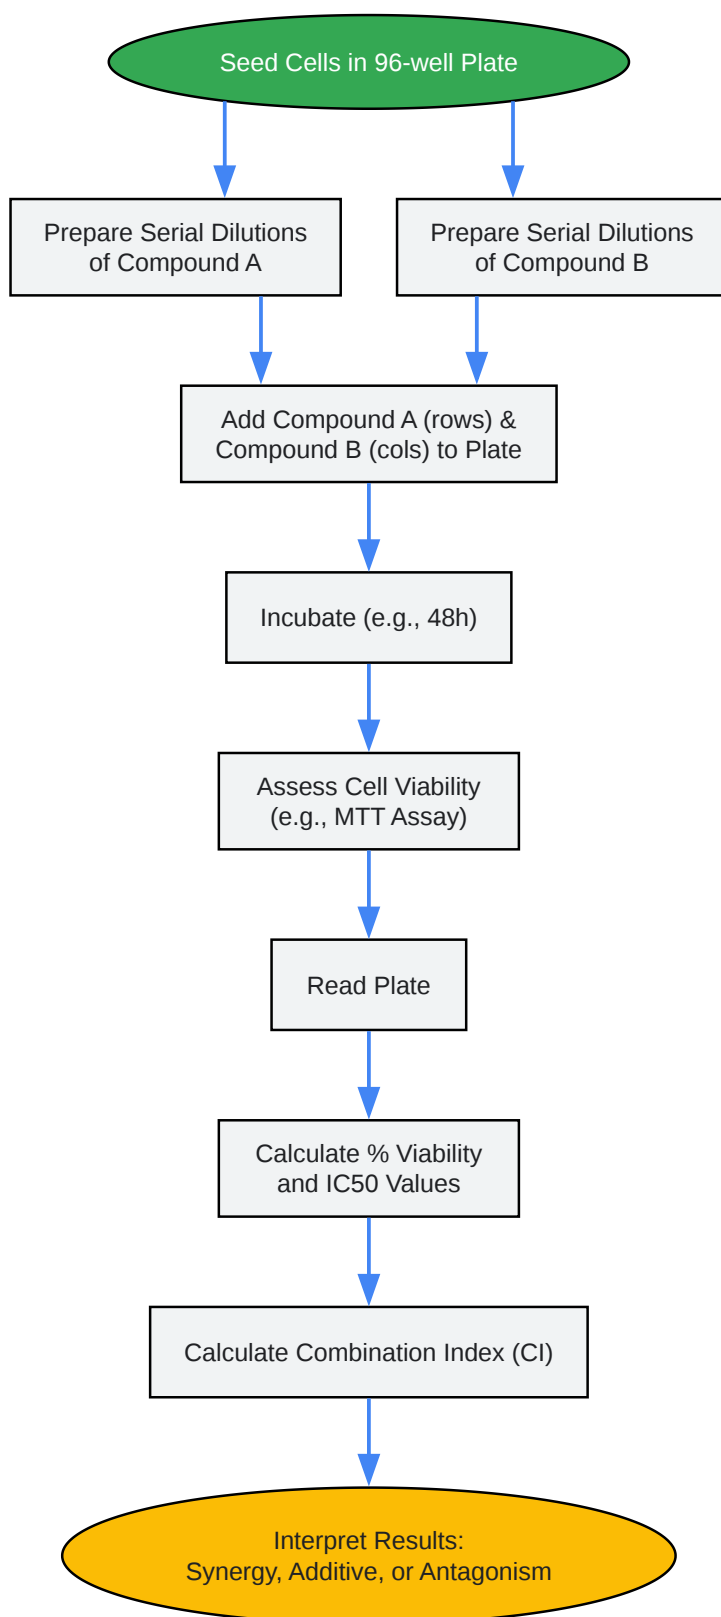 Seed Cells in 96-well Plate
Prepare Serial Dilutions
of Compound A
Prepare Serial Dilutions
of Compound B
Add Compound A (rows) &
Compound B (cols) to Plate
Incubate (e.g., 48h)
Assess Cell Viability
(e.g., MTT Assay)
Read Plate
Calculate % Viability
and IC50 Values
Calculate Combination Index (CI)
Interpret Results:
Synergy, Additive, or Antagonism